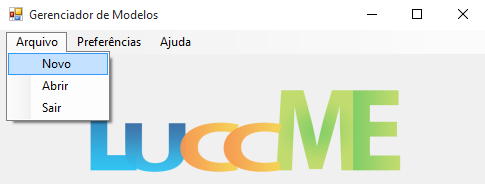 Gerenciador de Modelos
Arquivo Preferências Ajuda
Novo
Abrir
Sair
LuccME